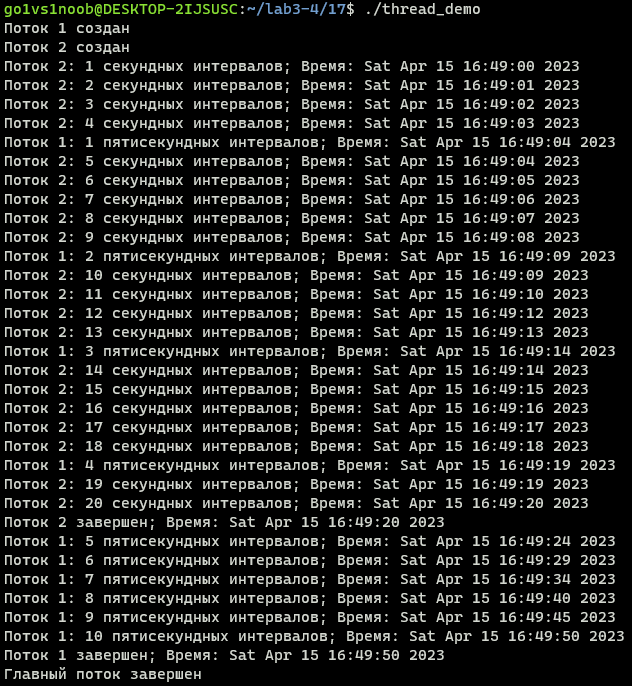 go1vs1noob@DESKTOP-2IJSUSC:~/lab3-4/17$ ./thread_demo
Поток 1 создан
Поток 2 создан
Поток 2: 1 секундных интервалов; Время: Sat Apr 15 16:49:00 2023
Поток 2: 2 секундных интервалов; Время: Sat Apr 15 16:49:01 2023
Поток 2: 3 секундных интервалов; Время: Sat Apr 15 16:49:02 2023
Поток 2: 4 секундных интервалов; Время: Sat Apr 15 16:49:03 2023
Поток 1: 1 пятисекундных интервалов; Время: Sat Apr 15 16:49:04 2023
Поток 2: 5 секундных интервалов; Время: Sat Apr 15 16:49:04 2023
Поток 2: 6 секундных интервалов; Время: Sat Apr 15 16:49:05 2023
Поток 2: 7 секундных интервалов; Время: Sat Apr 15 16:49:06 2023
Поток 2: 8 секундных интервалов; Время: Sat Apr 15 16:49:07 2023
Поток 2: 9 секундных интервалов; Время: Sat Apr 15 16:49:08 2023
Поток 1: 2 пятисекундных интервалов; Время: Sat Apr 15 16:49:09 2023
Поток 2: 10 секундных интервалов; Время: Sat Apr 15 16:49:09 2023
Поток 2: 11 секундных интервалов; Время: Sat Apr 15 16:49:10 2023
Поток 2: 12 секундных интервалов; Время: Sat Apr 15 16:49:12 2023
Поток 2: 13 секундных интервалов; Время: Sat Apr 15 16:49:13 2023
Поток 1: 3 пятисекундных интервалов; Время: Sat Apr 15 16:49:14 2023
Поток 2: 14 секундных интервалов; Время: Sat Apr 15 16:49:14 2023
Поток 2: 15 секундных интервалов; Время: Sat Apr 15 16:49:15 2023
Поток 2: 16 секундных интервалов; Время: Sat Apr 15 16:49:16 2023
Поток 2: 17 секундных интервалов; Время: Sat Apr 15 16:49:17 2023
Поток 2: 18 секундных интервалов; Время: Sat Apr 15 16:49:18 2023
Поток 1: 4 пятисекундных интервалов; Время: Sat Apr 15 16:49:19 2023
Поток 2: 19 секундных интервалов; Время: Sat Apr 15 16:49:19 2023
Поток 2: 20 секундных интервалов; Время: Sat Apr 15 16:49:20 2023
Поток 2 завершен; Время: Sat Apr 15 16:49:20 2023
Поток 1: 5 пятисекундных интервалов; Время: Sat Apr 15 16:49:24 2023
Поток 1: 6 пятисекундных интервалов; Время: Sat Apr 15 16:49:29 2023
Поток 1: 7 пятисекундных интервалов; Время: Sat Apr 15 16:49:34 2023
Поток 1: 8 пятисекундных интервалов; Время: Sat Apr 15 16:49:40 2023
Поток 1: 9 пятисекундных интервалов; Время: Sat Apr 15 16:49:45 2023
Поток 1: 10 пятисекундных интервалов; Время: Sat Apr 15 16:49:50 2023
Поток 1 завершен; Время: Sat Apr 15 16:49:50 2023
Главный поток завершен